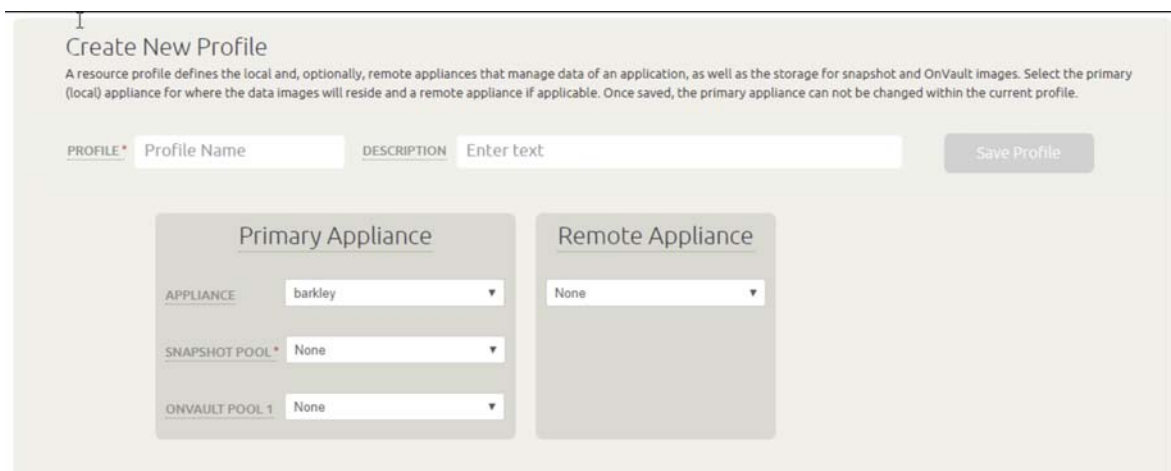 Create New Profile
A resource profile defines the local and, optionally, remote appliances that manage data of an application, as well as the storage for snapshot and OnVault images. Select the primary
(local) appliance for where the data images will reside and a remote appliance if applicable. Once saved, the primary appliance can not be changed within the current profile.
PROFILE* Profile Name DESCRIPTION Enter text Save Profile
Primary Appliance
APPLIANCE barkley
SNAPSHOT POOL* None
ONVAULT POOL 1 None
Remote Appliance
None